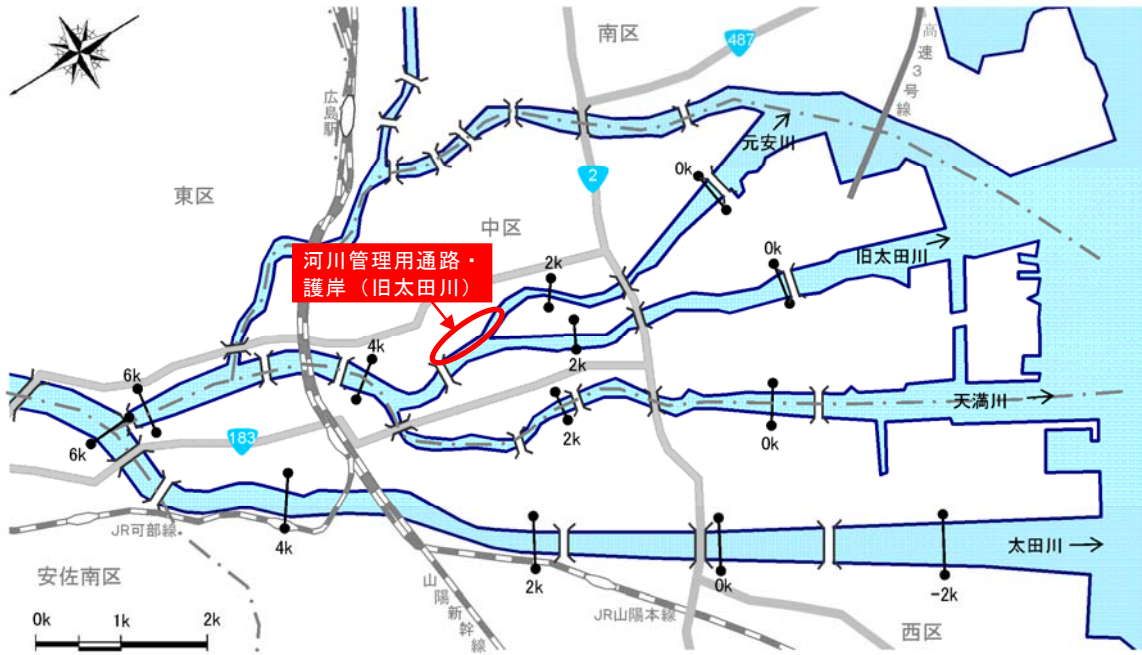 南区
487
高速3号線
広島駅
元安川
0k
2
東区
中区
河川管理用通路・
護岸（旧太田川）
2k
0k
旧太田川
4k
2k
6k
天満川
183
2k
0k
6k
JR可部線
4k
太田川
2k
0k
-2k
安佐南区
山陽新幹線
JR山陽本線
西区
0k 1k 2k